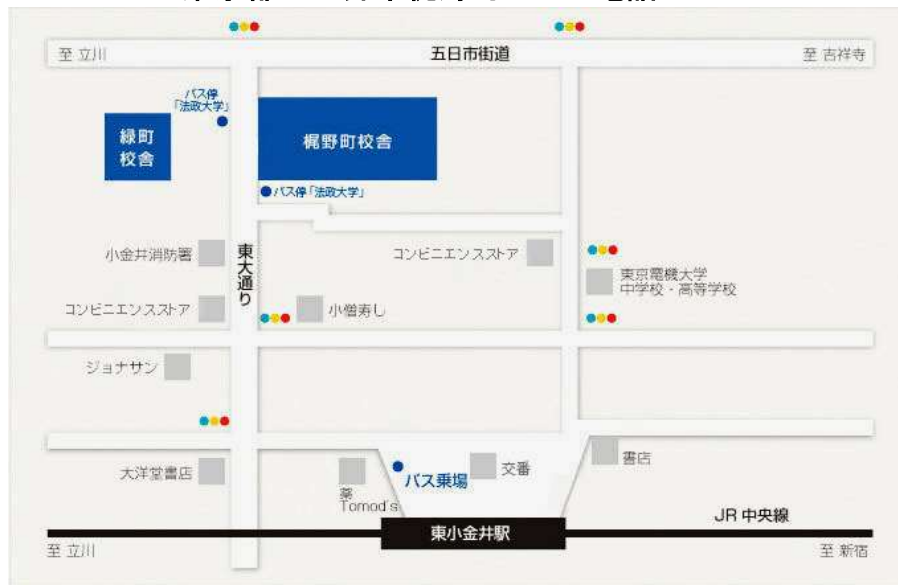 至 立川
五日市街道
至 吉祥寺
バス停
「法政大学」
緑町
校舎
梶野町校舎
バス停「法政大学」
小金井消防署
東大通り
コンビニエンスストア
東京電機大学
中学校・高等学校
コンビニエンスストア
小僧寿し
ジョナサン
大洋堂書店
薬
Tomod's
バス乗場
交番
書店
JR 中央線
東小金井駅
至 立川
至 新宿